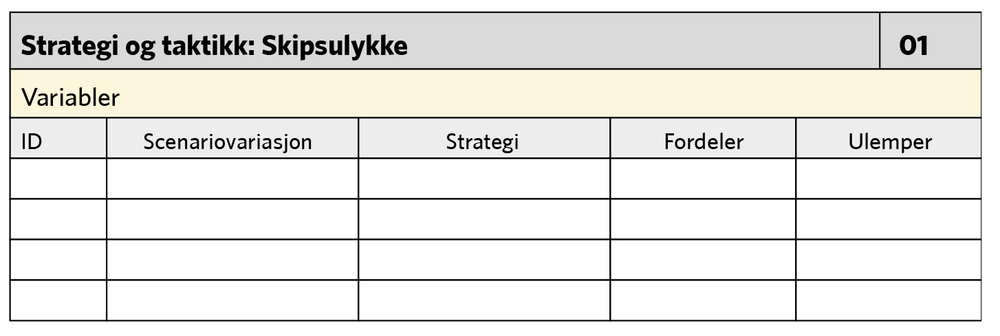 Strategi og taktikk: Skipsulykke 01
Variabler
ID Scenariovariasjon Strategi Fordeler Ulemper